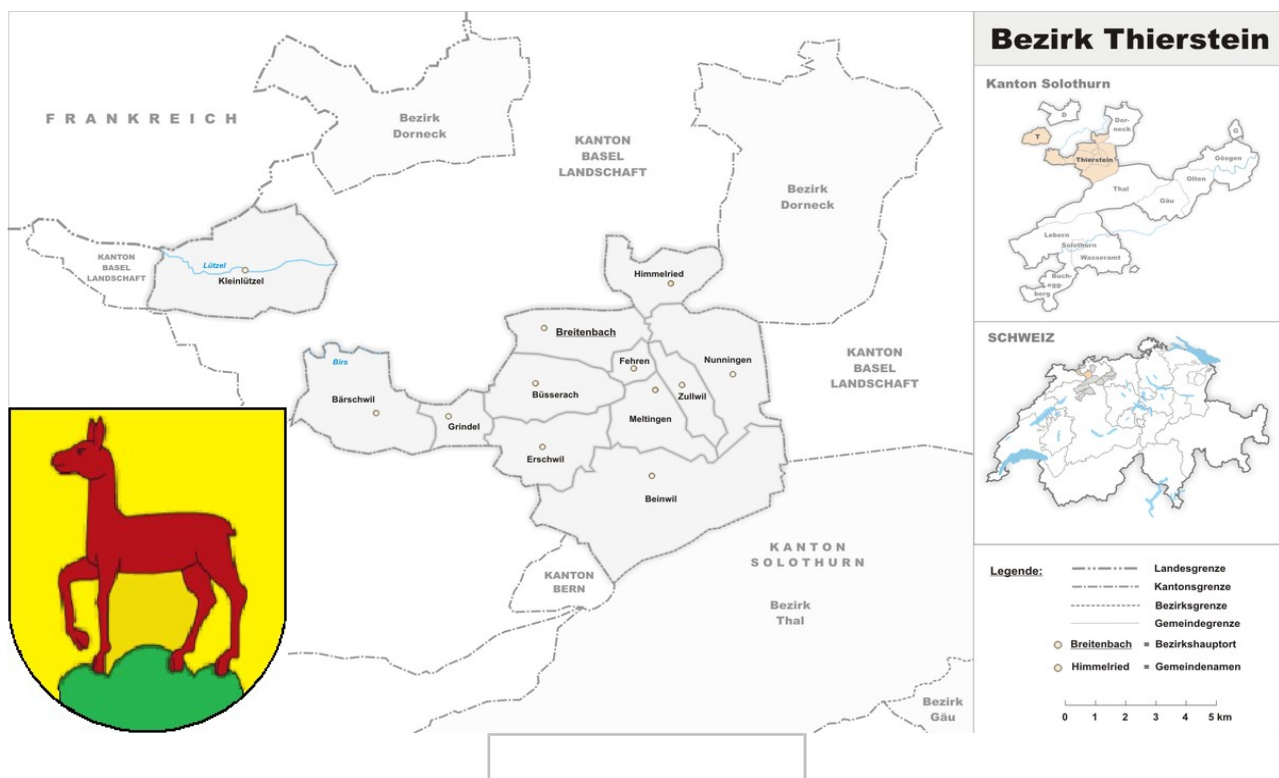 Bezirk Thierstein
FRANKREICH
Bezirk
Dorneck
KANTON
BASEL
LANDSCHAFT
Bezirk
Dorneck
KANTON
BASEL
LANDSCHAFT
Lützel
Kleinlützel
Himmelried
Breitenbach
Fehren
Nunningen
KANTON
BASEL
LANDSCHAFT
Birs
Bärschwil
Büsserach
Zullwil
Meltingen
Grindel
Erschwil
Beinwil
KANTON
SOLOTHURN
KANTON
BERN
Bezirk
Thal
Bezirk
Gäu
Kanton Solothurn
D
Dor-
neck
T
G
Thierstein
Gösgen
Olten
Thal
Gäu
Lebern
Solothurn
Wasseramt
Buch-
egg-
berg
SCHWEIZ
Legende:
Landesgrenze
Kantonsgrenze
Bezirksgrenze
Gemeindegrenze
Breitenbach = Bezirkshauptort
Himmelried = Gemeindenamen
0 1 2 3 4 5 km